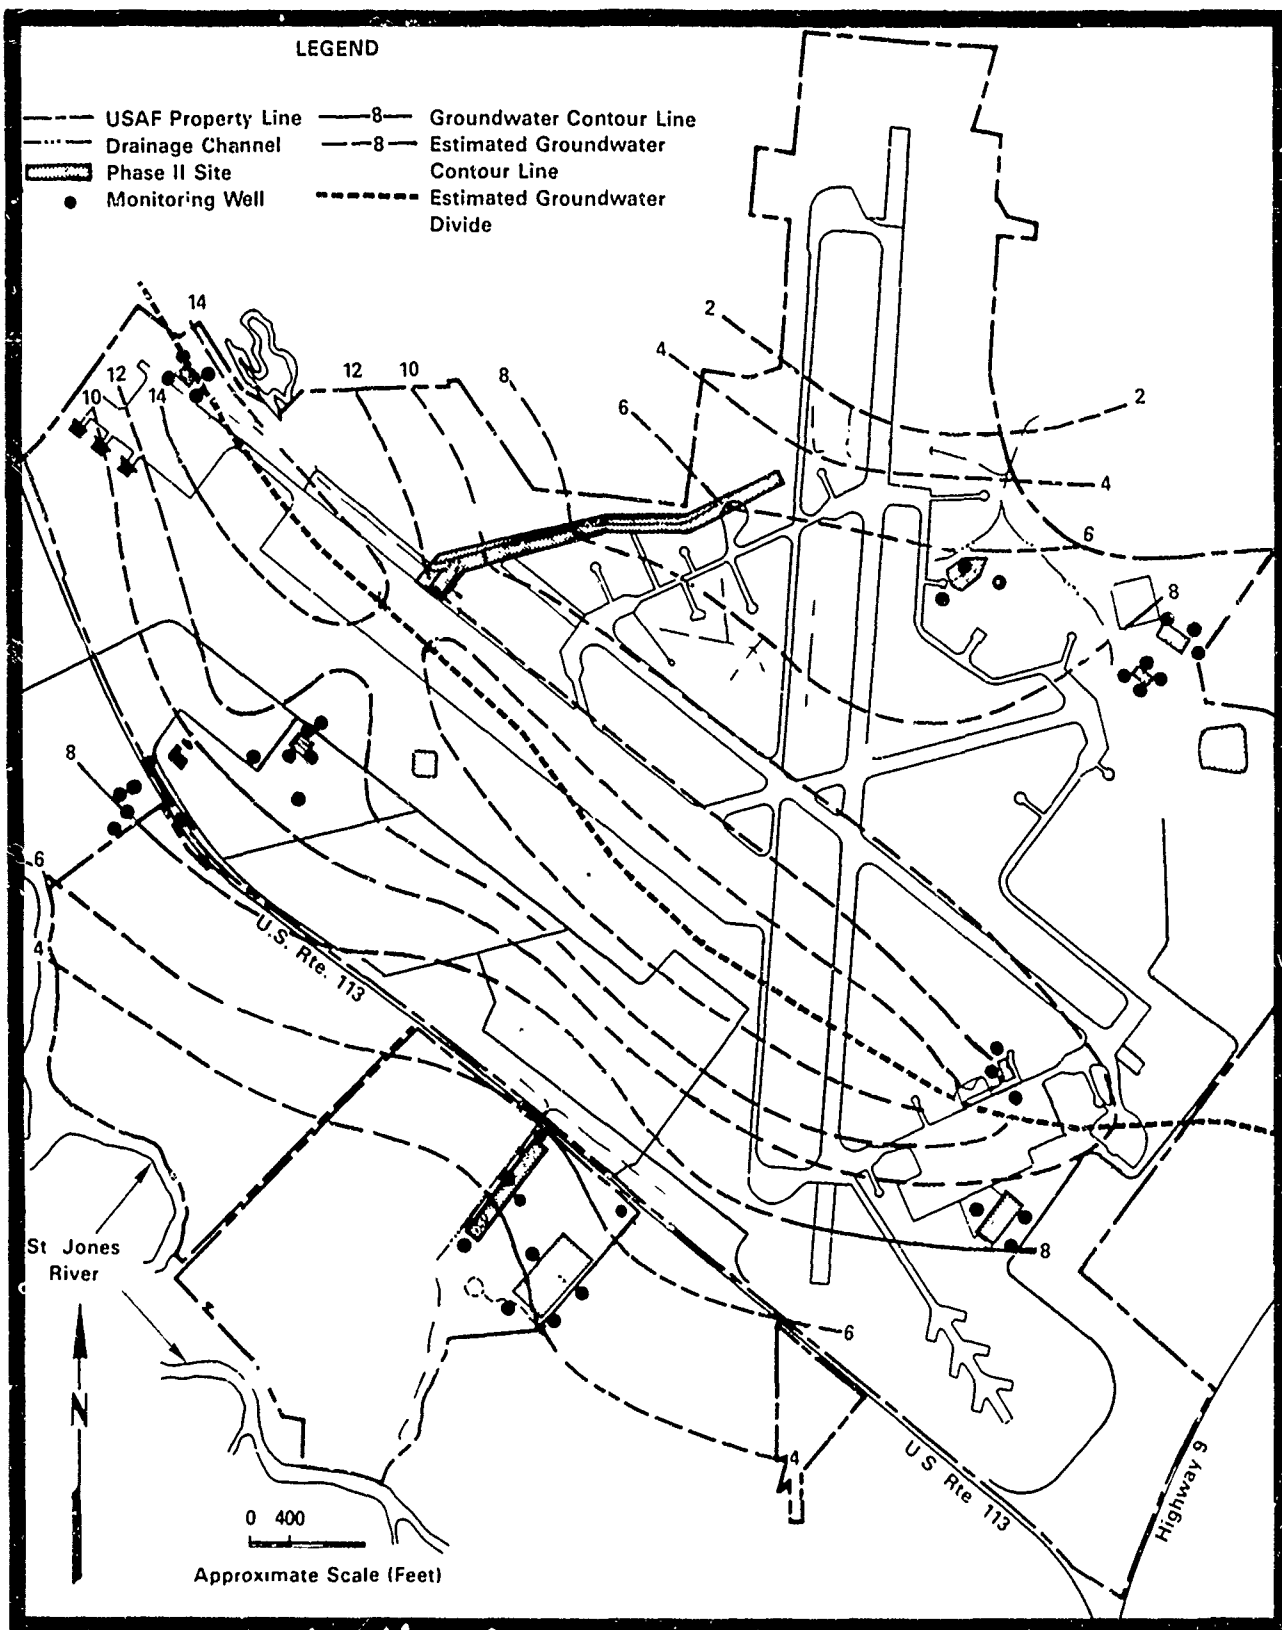 LEGEND
USAF Property Line
Drainage Channel
Phase II Site
Monitoring Well
8 Groundwater Contour Line
8 Estimated Groundwater
Contour Line
Estimated Groundwater
Divide
14
2
4
12
10
8
6
2
12
14
10
4
6
8
8
6
4
U.S. Rte. 113
St Jones
River
N
8
6
4
U S Rte 113
Highway 9
0 400
Approximate Scale (Feet)